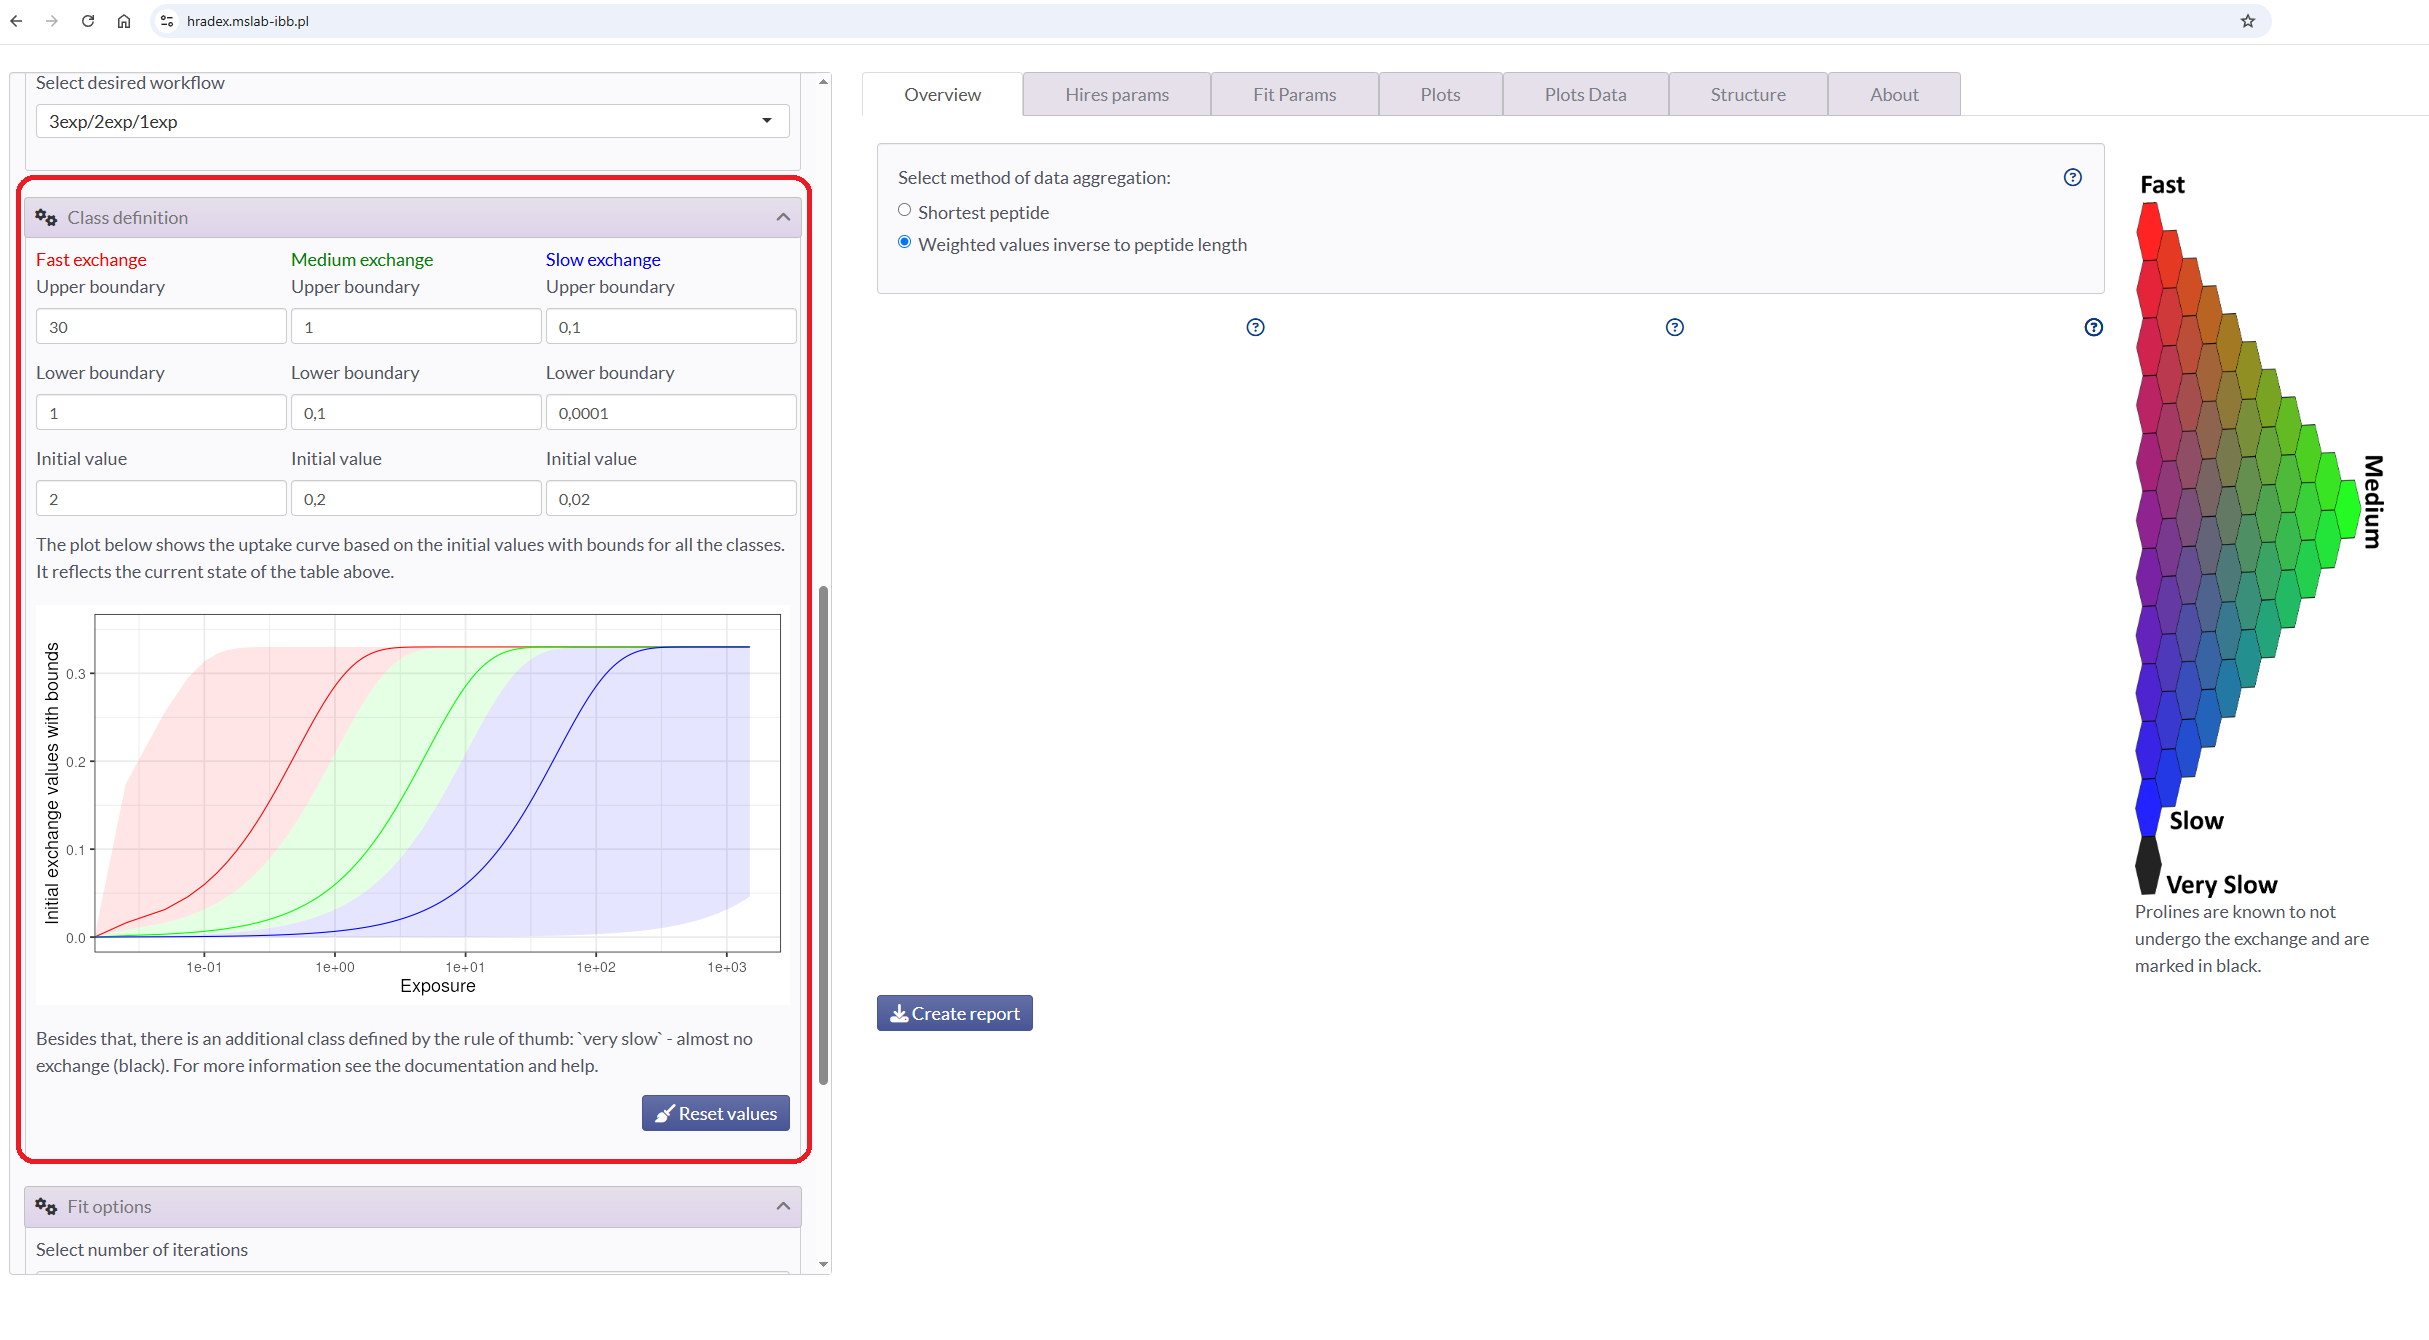 hradex.mslab-ibb.pl
Select desired workflow
3exp/2exp/1exp
Class definition
Fast exchange Medium exchange Slow exchange
Upper boundary Upper boundary Upper boundary
30 1 0,1
Lower boundary Lower boundary Lower boundary
1 0,1 0,0001
Initial value Initial value Initial value
2 0,2 0,02
The plot below shows the uptake curve based on the initial values with bounds for all the classes.
It reflects the current state of the table above.
Initial exchange values with bounds
0.3
0.2
0.1
0.0
1e-01 1e+00 1e+01 1e+02 1e+03
Exposure
Besides that, there is an additional class defined by the rule of thumb: `very slow` - almost no
exchange (black). For more information see the documentation and help.
Reset values
Fit options
Select number of iterations
Overview Hires params Fit Params Plots Plots Data Structure About
Select method of data aggregation:
?
Shortest peptide
Weighted values inverse to peptide length
? ? ?
Create report
Fast
Medium
Slow
Very Slow
Prolines are known to not
undergo the exchange and are
marked in black.